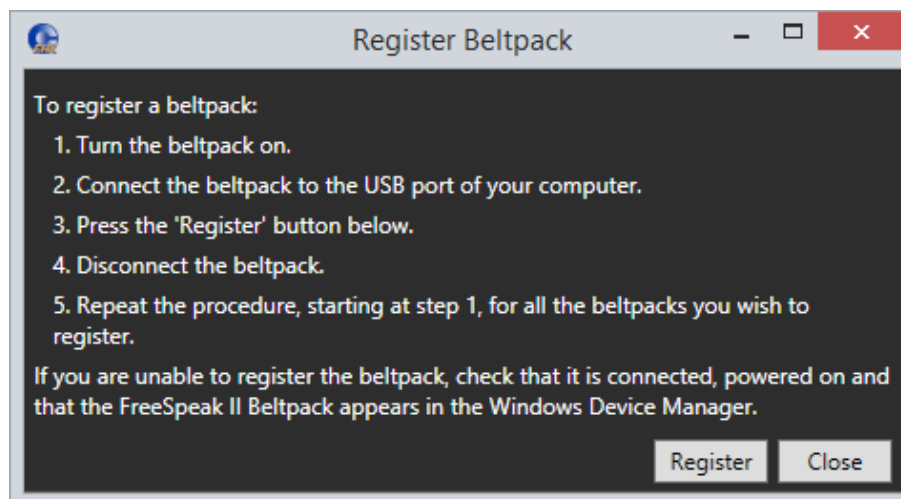 Register Beltpack
To register a beltpack:
1. Turn the beltpack on.
2. Connect the beltpack to the USB port of your computer.
3. Press the 'Register' button below.
4. Disconnect the beltpack.
5. Repeat the procedure, starting at step 1, for all the beltpacks you wish to
register.
If you are unable to register the beltpack, check that it is connected, powered on and
that the FreeSpeak II Beltpack appears in the Windows Device Manager.
Register Close